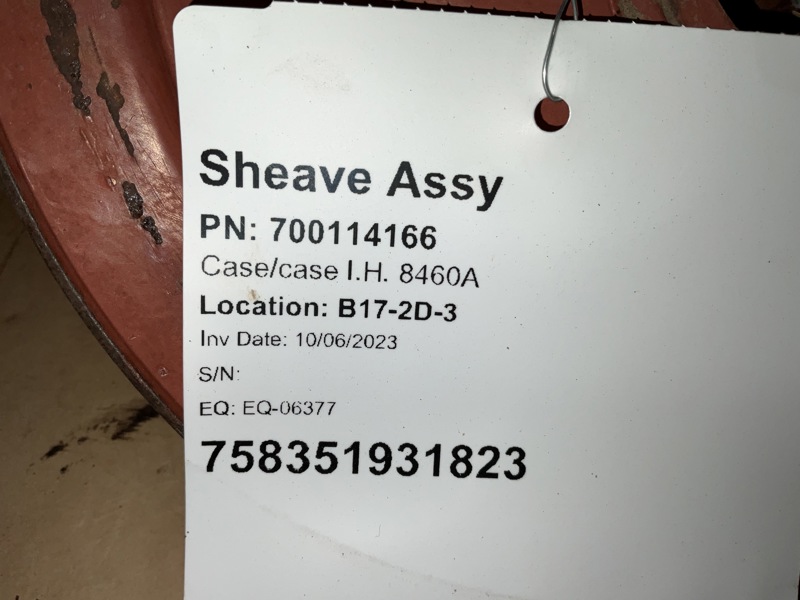 Sheave Assy
PN: 700114166
Case/case I.H. 8460A
Location: B17-2D-3
Inv Date: 10/06/2023
S/N:
EQ: EQ-06377
758351931823